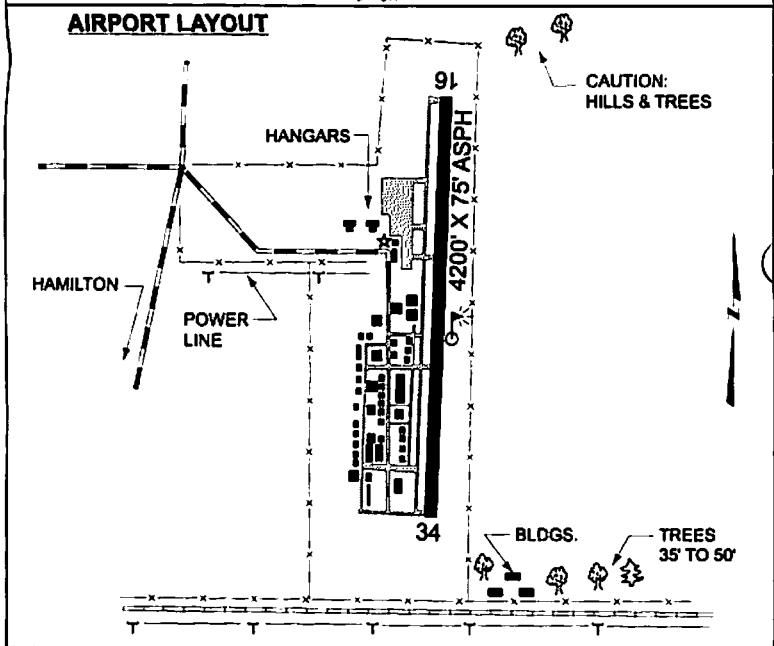 AIRPORT LAYOUT
16
CAUTION:
HILLS & TREES
HANGARS
4200' X 75' ASPH
HAMILTON
POWER
LINE
N
34
BLDGS.
TREES
35' TO 50'